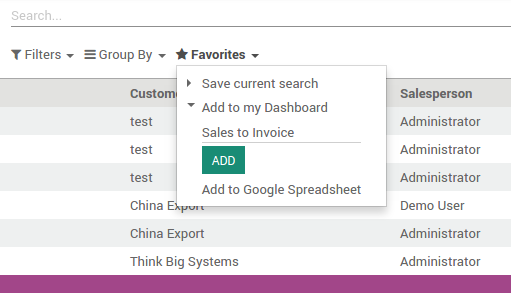 Search...
Filters Group By Favorites
Save current search
Add to my Dashboard
Sales to Invoice
ADD
Add to Google Spreadsheet
Custome Salesperson
test Administrator
test Administrator
test Administrator
China Export Demo User
China Export Administrator
Think Big Systems Administrator